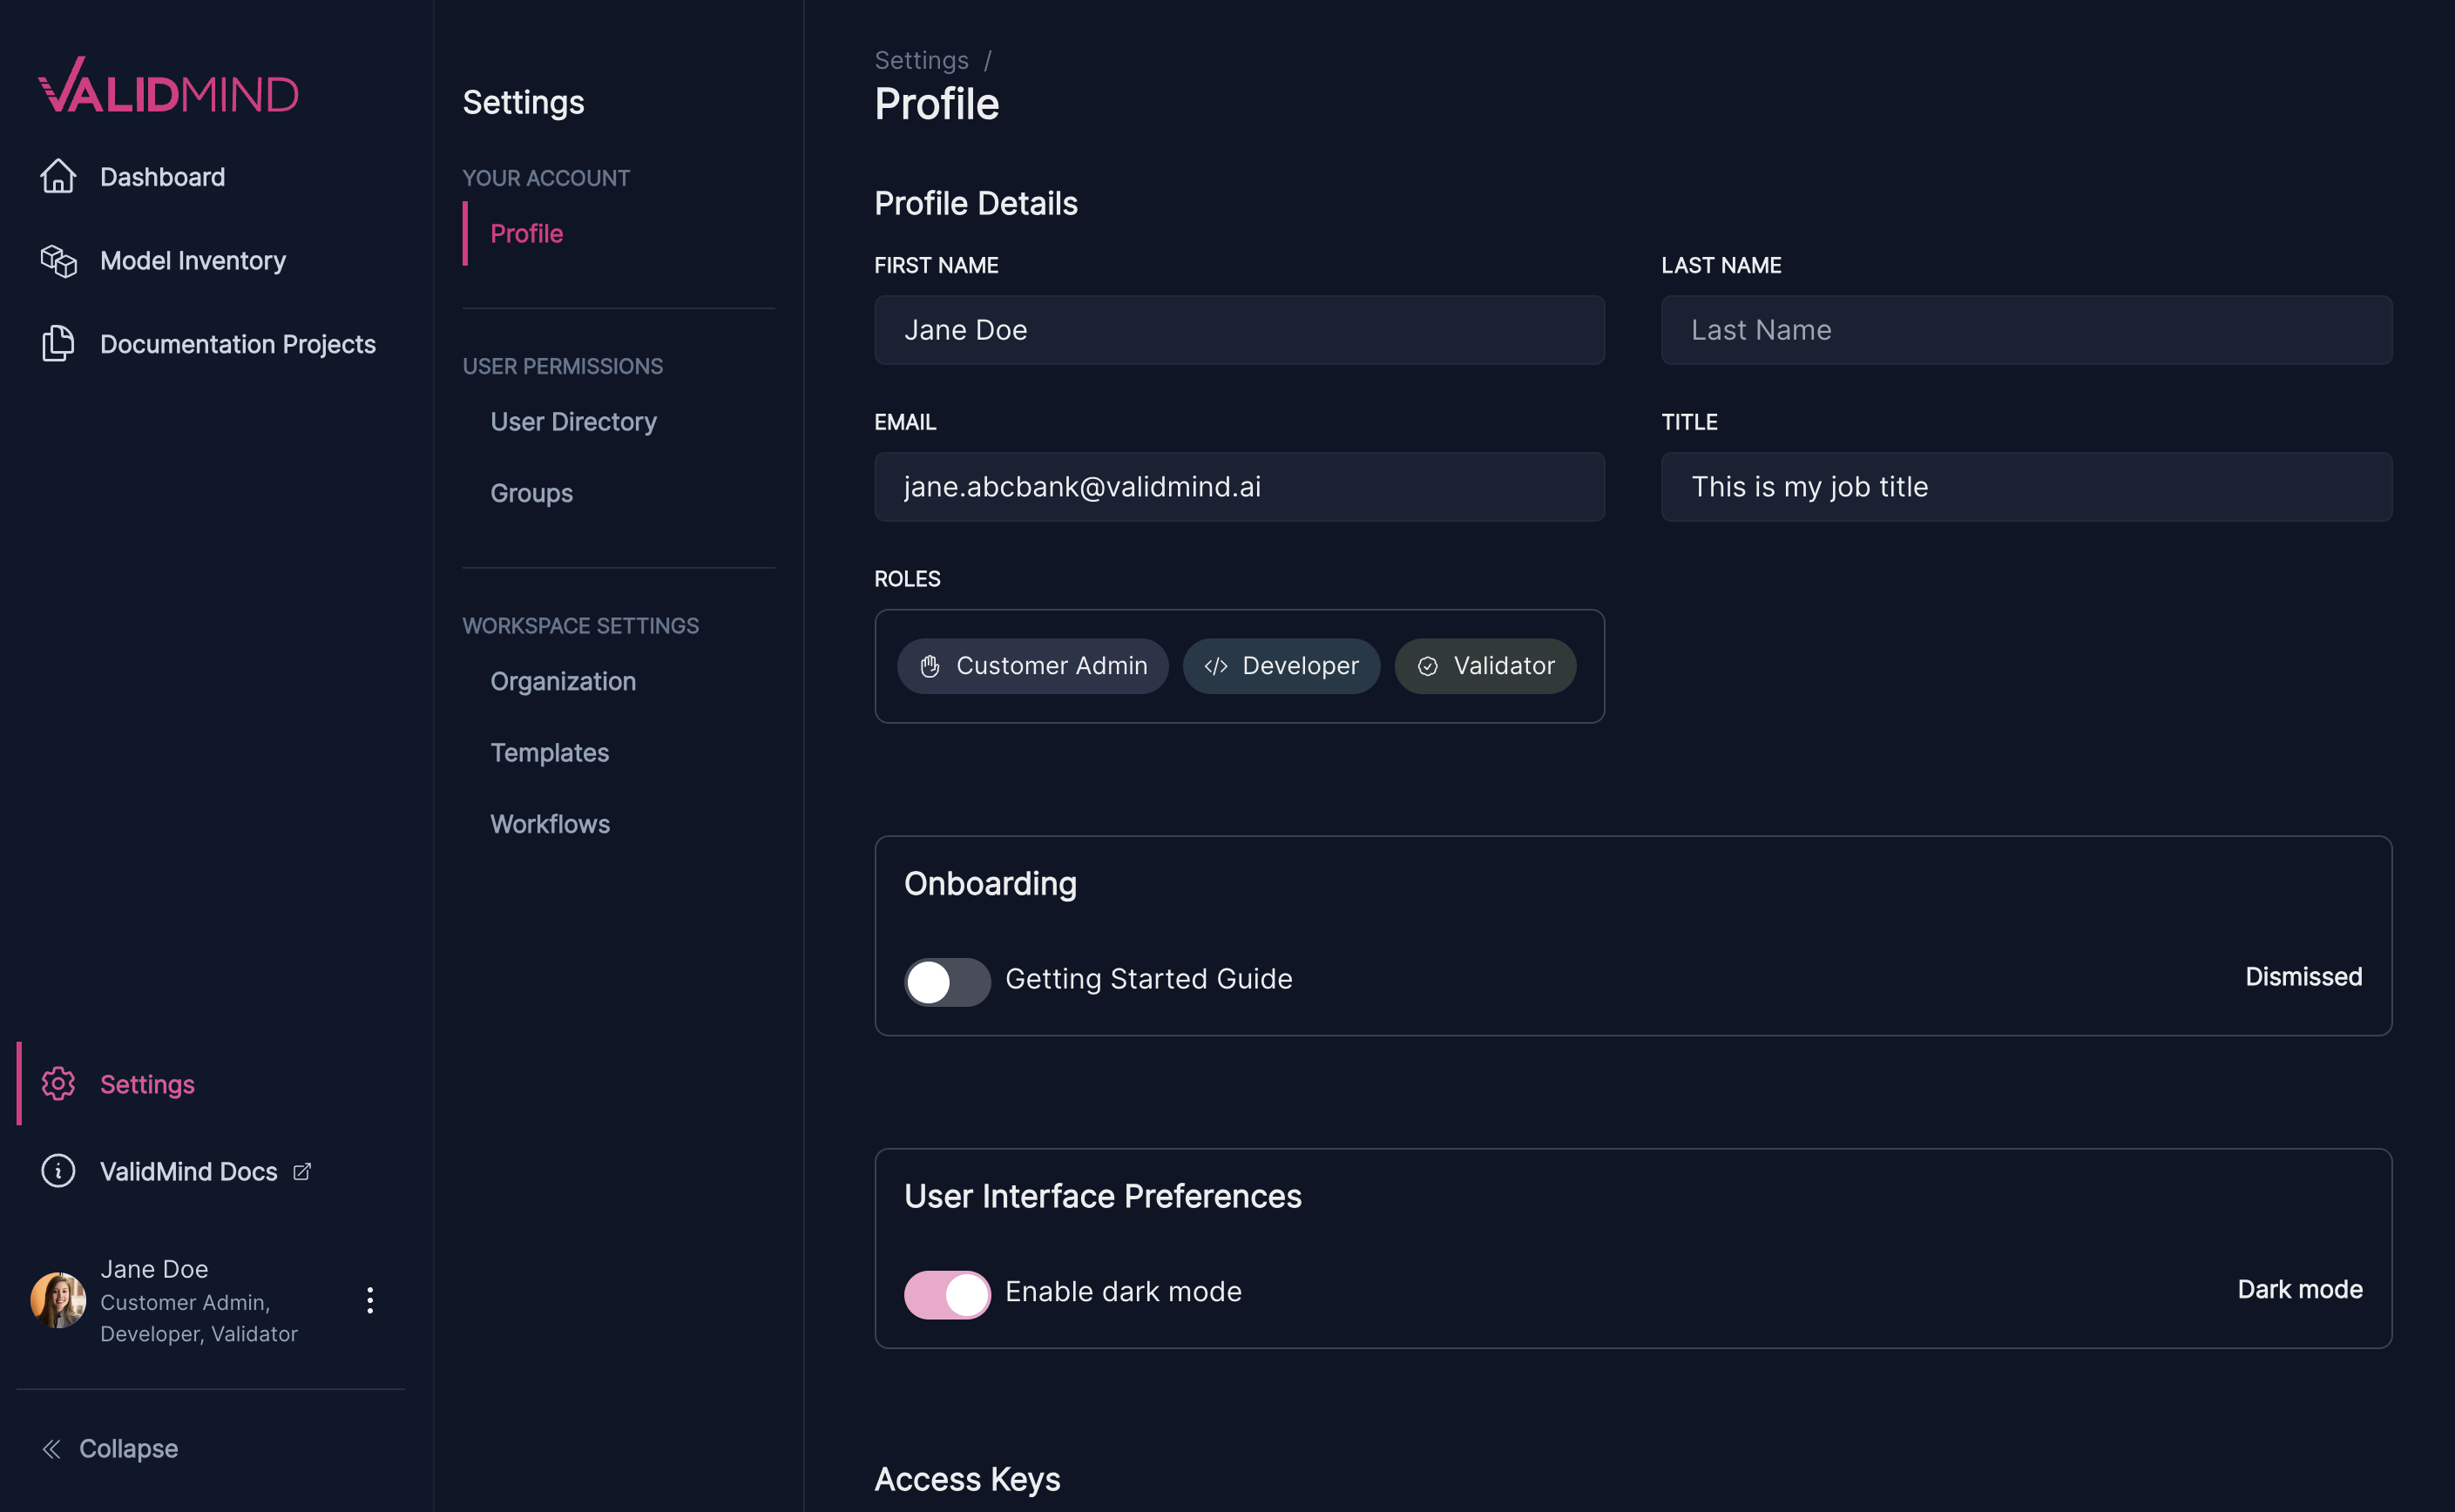 VALIDMIND
Dashboard
Model Inventory
Documentation Projects
Settings
ValidMind Docs
Jane Doe
Customer Admin,
Developer, Validator
Collapse
Settings
YOUR ACCOUNT
Profile
USER PERMISSIONS
User Directory
Groups
WORKSPACE SETTINGS
Organization
Templates
Workflows
Settings /
Profile
Profile Details
FIRST NAME
Jane Doe
LAST NAME
Last Name
EMAIL
jane.abcbank@validmind.ai
TITLE
This is my job title
ROLES
Customer Admin
Developer
Validator
Onboarding
Getting Started Guide
Dismissed
User Interface Preferences
Enable dark mode
Dark mode
Access Keys